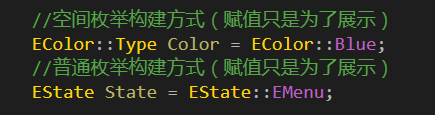 //空间枚举构建方式（赋值只是为了展示）
EColor::Type Color = EColor::Blue;
//普通枚举构建方式（赋值只是为了展示）
EState State = EState::EMenu;